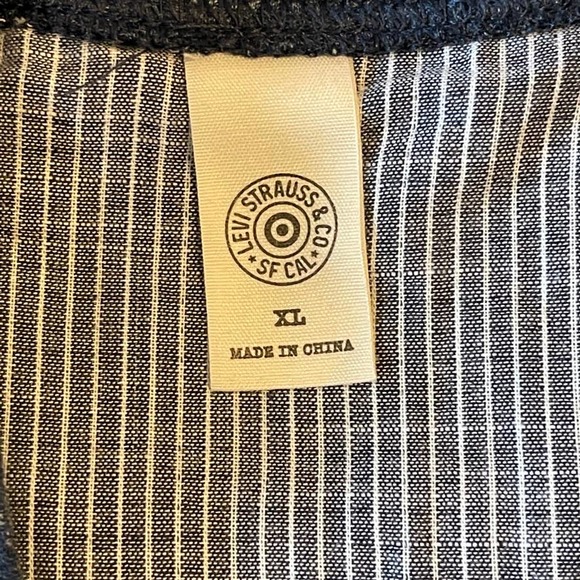 LEVI STRAUSS & CO
★ SF CAL ★
XL
MADE IN CHINA